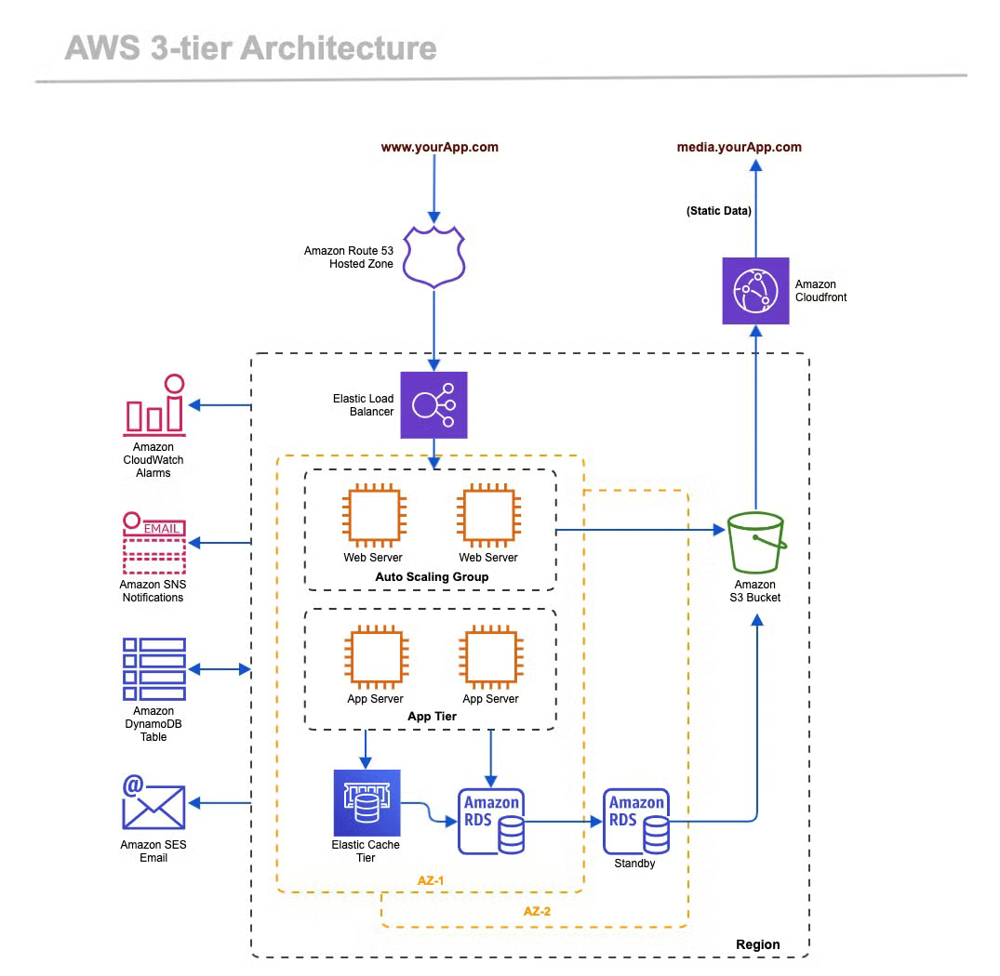 AWS 3-tier Architecture
www.yourApp.com
media.yourApp.com
(Static Data)
Amazon Route 53
Hosted Zone
Amazon
Cloudfront
Elastic Load
Balancer
Amazon
CloudWatch
Alarms
Web Server
Web Server
Auto Scaling Group
EMAIL
Amazon SNS
Notifications
Amazon
S3 Bucket
App Server
App Server
App Tier
Amazon
DynamoDB
Table
@
Amazon SES
Email
Elastic Cache
Tier
Amazon
RDS
Amazon
RDS
Standby
AZ-1
AZ-2
Region